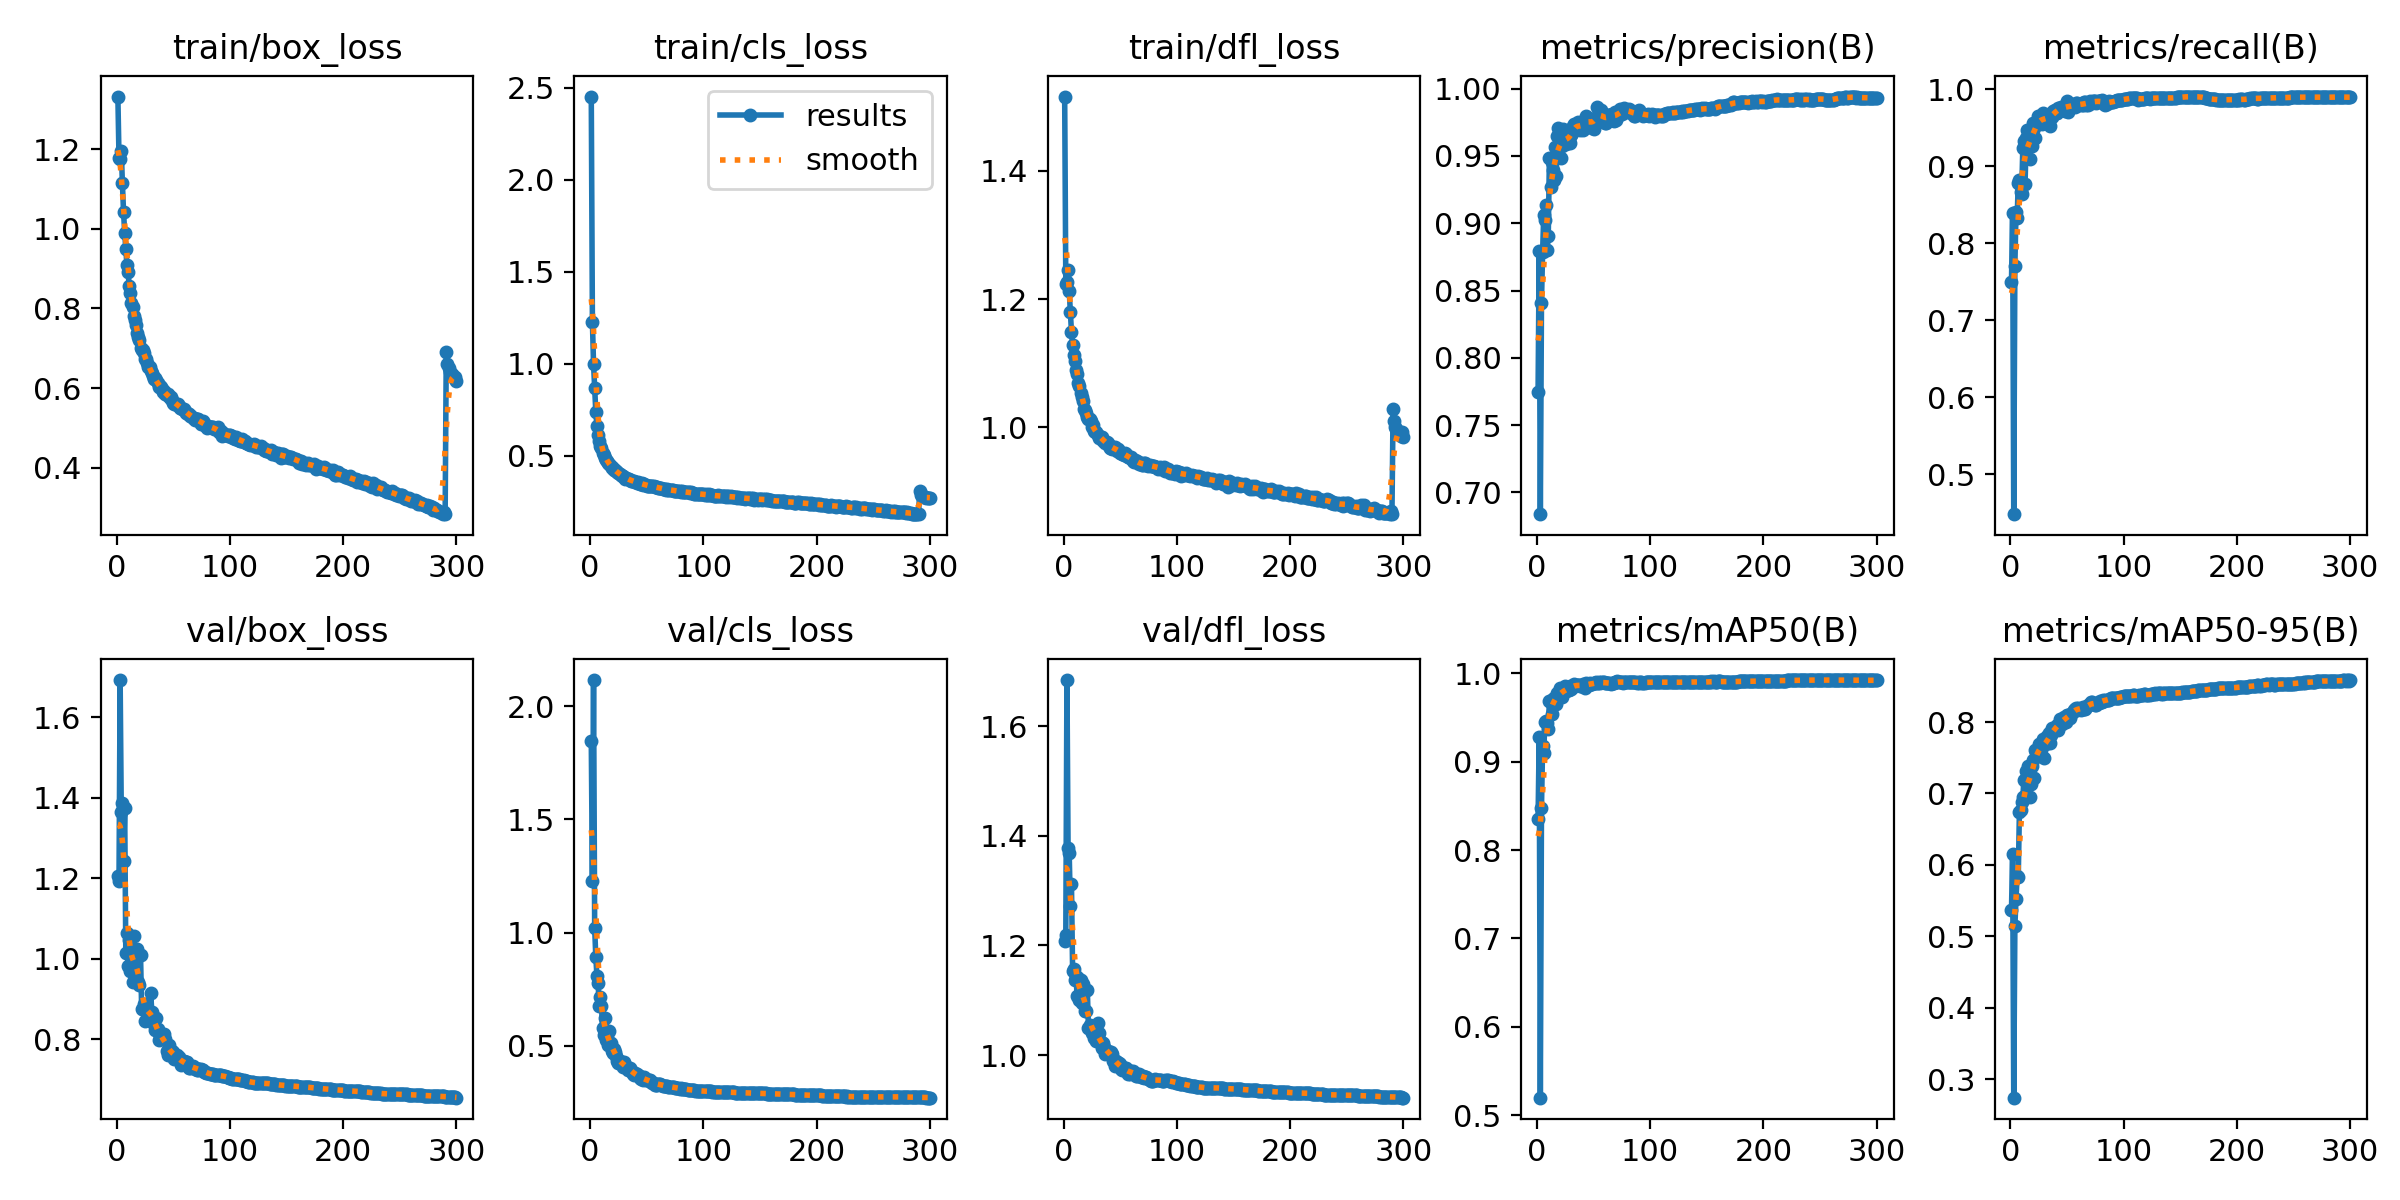 train/box_loss
1.2
1.0
0.8
0.6
0.4
0 100 200 300
train/cls_loss
2.5
2.0
1.5
1.0
0.5
0 100 200 300
results
smooth
train/dfl_loss
1.4
1.2
1.0
0 100 200 300
metrics/precision(B)
1.00
0.95
0.90
0.85
0.80
0.75
0.70
0 100 200 300
metrics/recall(B)
1.0
0.9
0.8
0.7
0.6
0.5
0 100 200 300
val/box_loss
1.6
1.4
1.2
1.0
0.8
0 100 200 300
val/cls_loss
2.0
1.5
1.0
0.5
0 100 200 300
val/dfl_loss
1.6
1.4
1.2
1.0
0 100 200 300
metrics/mAP50(B)
1.0
0.9
0.8
0.7
0.6
0.5
0 100 200 300
metrics/mAP50-95(B)
0.8
0.7
0.6
0.5
0.4
0.3
0 100 200 300